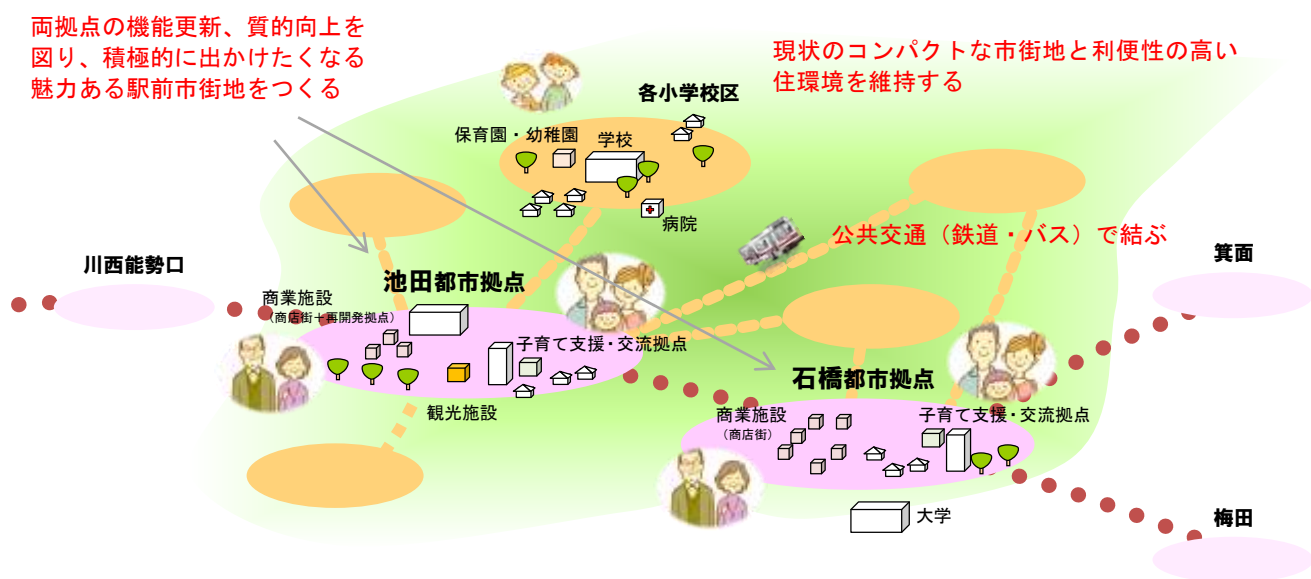 両拠点の機能更新、質的向上を
図り、積極的に出かけたくなる
魅力ある駅前市街地をつくる
現状のコンパクトな市街地と利便性の高い
住環境を維持する
各小学校区
保育園・幼稚園
学校
病院
公共交通（鉄道・バス）で結ぶ
川西能勢口
箕面
池田都市拠点
商業施設
（商店街＋再開発拠点）
子育て支援・交流拠点
観光施設
石橋都市拠点
商業施設
（商店街）
子育て支援・交流拠点
大学
梅田